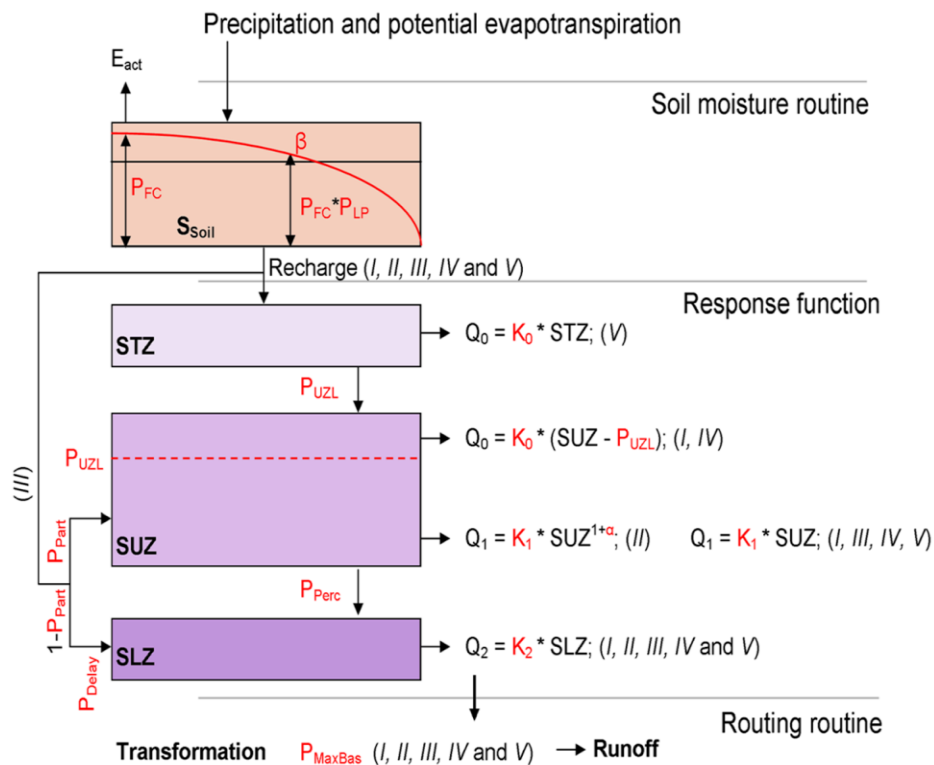 Precipitation and potential evapotranspiration
E_act
Soil moisture routine
β
P_FC
P_FC*P_LP
S_Soil
Recharge (I, II, III, IV and V)
Response function
STZ
Q_0 = K_0 * STZ; (V)
P_UZL
Q_0 = K_0 * (SUZ - P_UZL); (I, IV)
P_UZL
(III)
P_Part
SUZ
Q_1 = K_1 * SUZ^{1+α}; (II)
Q_1 = K_1 * SUZ; (I, III, IV, V)
P_Perc
1-P_Part
SLZ
Q_2 = K_2 * SLZ; (I, II, III, IV and V)
P_Delay
Routing routine
Transformation P_MaxBas (I, II, III, IV and V) → Runoff